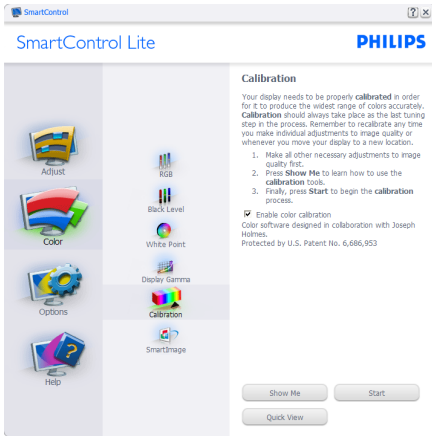 SmartControl
SmartControl Lite
PHILIPS
Adjust
Color
Options
Help
RGB
Black Level
White Point
Display Gamma
Calibration
SmartImage
Calibration
Your display needs to be properly calibrated in order
for it to produce the widest range of colors accurately.
Calibration should always take place as the last tuning
step in the process. Remember to recalibrate any time
you make individual adjustments to image quality or
whenever you move your display to a new location.
1. Make all other necessary adjustments to image
quality first.
2. Press Show Me to learn how to use the
calibration tools.
3. Finally, press Start to begin the calibration
process.
Enable color calibration
Color software designed in collaboration with Joseph
Holmes.
Protected by U.S. Patent No. 6,686,953
Show Me
Start
Quick View